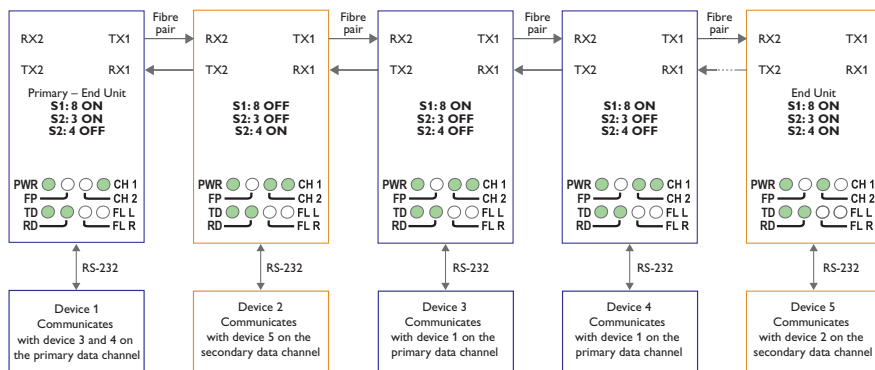 Fibre
pair
Fibre
pair
Fibre
pair
Fibre
pair
RX2 TX1
TX2 RX1
Primary – End Unit
S1: 8 ON
S2: 3 ON
S2: 4 OFF
PWR CH 1
FP CH 2
TD FL L
RD FL R
RS-232
Device 1
Communicates
with device 3 and 4 on
the primary data channel
RX2 TX1
TX2 RX1
S1: 8 OFF
S2: 3 OFF
S2: 4 ON
PWR CH 1
FP CH 2
TD FL L
RD FL R
RS-232
Device 2
Communicates
with device 5 on the
secondary data channel
RX2 TX1
TX2 RX1
S1: 8 ON
S2: 3 OFF
S2: 4 OFF
PWR CH 1
FP CH 2
TD FL L
RD FL R
RS-232
Device 3
Communicates
with device 1 on the
primary data channel
RX2 TX1
TX2 RX1
S1: 8 ON
S2: 3 OFF
S2: 4 OFF
PWR CH 1
FP CH 2
TD FL L
RD FL R
RS-232
Device 4
Communicates
with device 1 on the
primary data channel
RX2 TX1
TX2 RX1
End Unit
S1: 8 OFF
S2: 3 ON
S2: 4 ON
PWR CH 1
FP CH 2
TD FL L
RD FL R
RS-232
Device 5
Communicates
with device 2 on the
secondary data channel